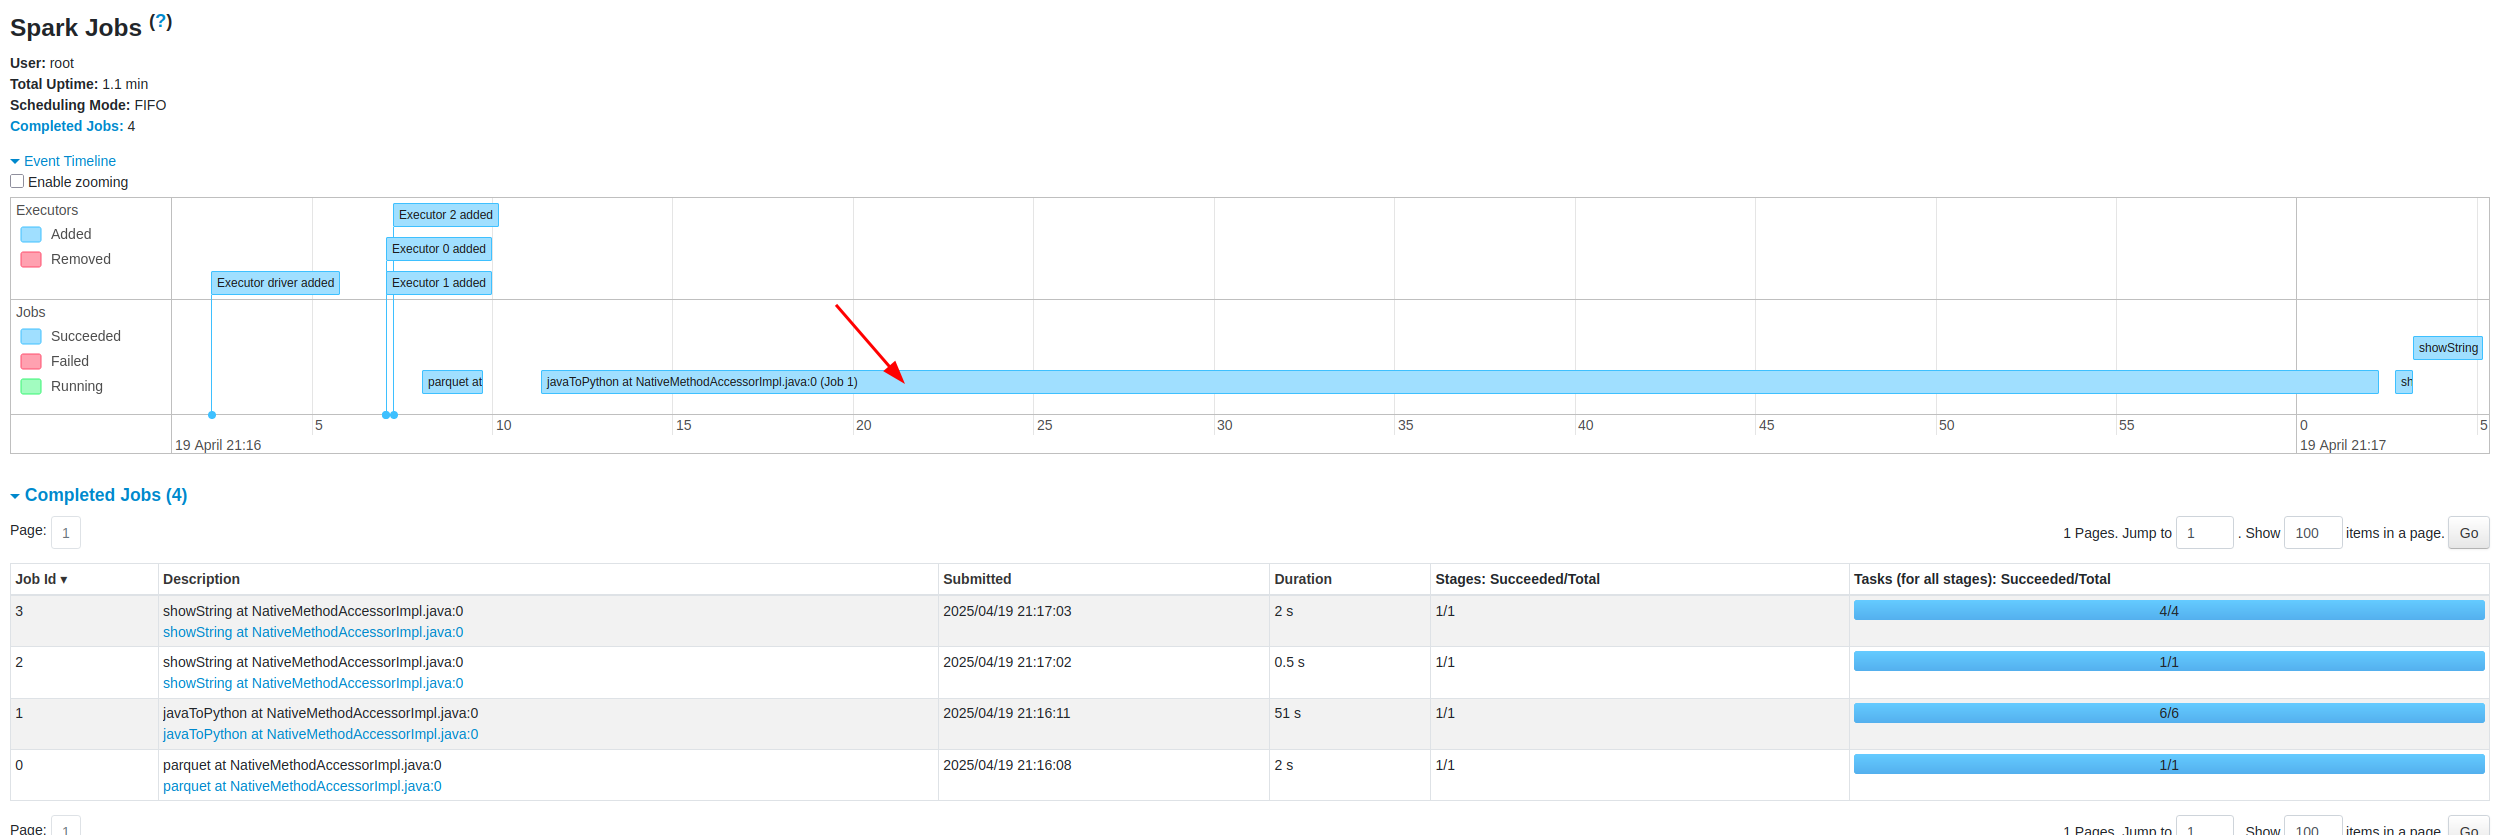 Spark Jobs (?)
User: root
Total Uptime: 1.1 min
Scheduling Mode: FIFO
Completed Jobs: 4
Event Timeline
Enable zooming
Executors
Added
Removed
Executor 2 added
Executor 0 added
Executor driver added
Executor 1 added
Jobs
Succeeded
Failed
Running
showString
parquet at
javaToPython at NativeMethodAccessorImpl.java:0 (Job 1)
sh
5 10 15 20 25 30 35 40 45 50 55 0 5
19 April 21:16 19 April 21:17
Completed Jobs (4)
Page: 1
1 Pages. Jump to 1 . Show 100 items in a page. Go
Job Id ▾ Description Submitted Duration Stages: Succeeded/Total Tasks (for all stages): Succeeded/Total
3 showString at NativeMethodAccessorImpl.java:0 2025/04/19 21:17:03 2 s 1/1 4/4
showString at NativeMethodAccessorImpl.java:0
2 showString at NativeMethodAccessorImpl.java:0 2025/04/19 21:17:02 0.5 s 1/1 1/1
showString at NativeMethodAccessorImpl.java:0
1 javaToPython at NativeMethodAccessorImpl.java:0 2025/04/19 21:16:11 51 s 1/1 6/6
javaToPython at NativeMethodAccessorImpl.java:0
0 parquet at NativeMethodAccessorImpl.java:0 2025/04/19 21:16:08 2 s 1/1 1/1
parquet at NativeMethodAccessorImpl.java:0
Page: 1
1 Pages. Jump to 1 . Show 100 items in a page. Go